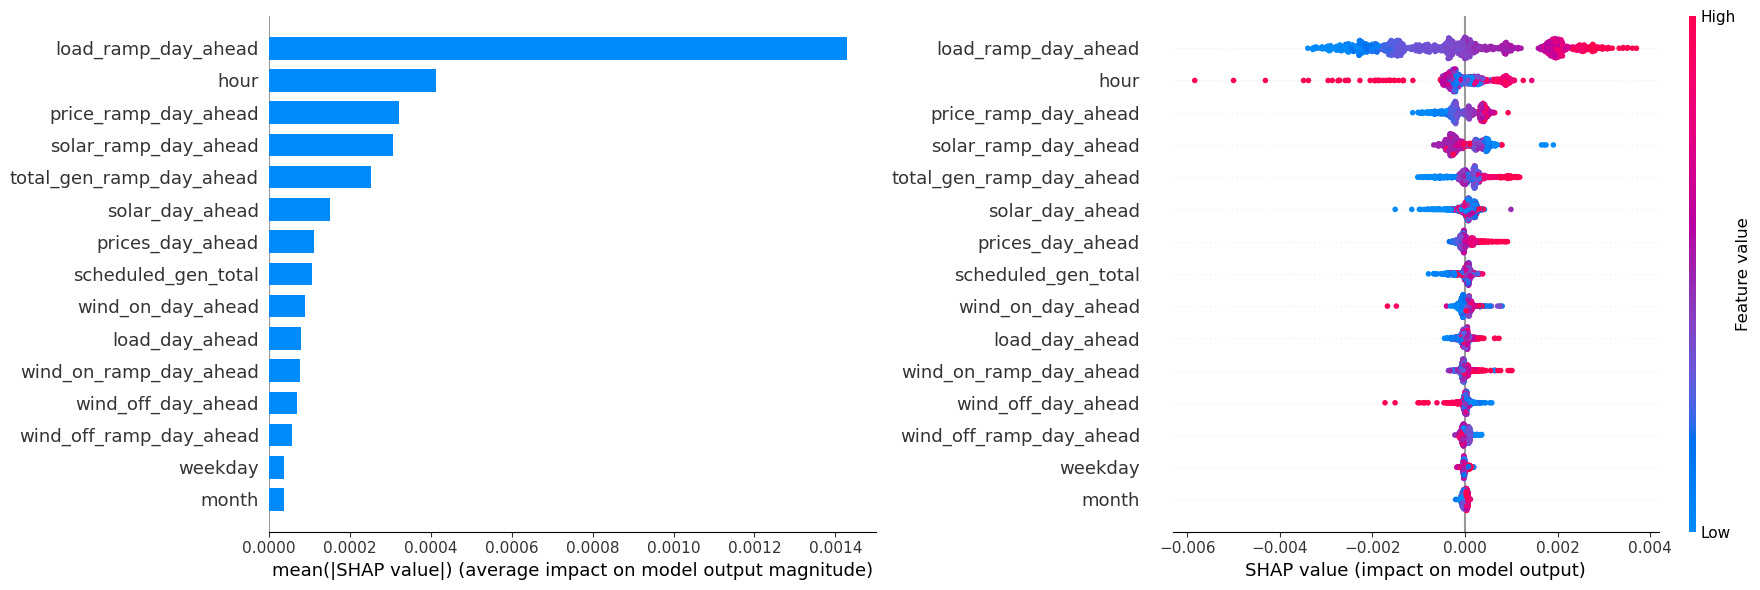 load_ramp_day_ahead
hour
price_ramp_day_ahead
solar_ramp_day_ahead
total_gen_ramp_day_ahead
solar_day_ahead
prices_day_ahead
scheduled_gen_total
wind_on_day_ahead
load_day_ahead
wind_on_ramp_day_ahead
wind_off_day_ahead
wind_off_ramp_day_ahead
weekday
month
0.0000 0.0002 0.0004 0.0006 0.0008 0.0010 0.0012 0.0014
mean(|SHAP value|) (average impact on model output magnitude)
load_ramp_day_ahead
hour
price_ramp_day_ahead
solar_ramp_day_ahead
total_gen_ramp_day_ahead
solar_day_ahead
prices_day_ahead
scheduled_gen_total
wind_on_day_ahead
load_day_ahead
wind_on_ramp_day_ahead
wind_off_day_ahead
wind_off_ramp_day_ahead
weekday
month
−0.006 −0.004 −0.002 0.000 0.002 0.004
SHAP value (impact on model output)
High
Feature value
Low